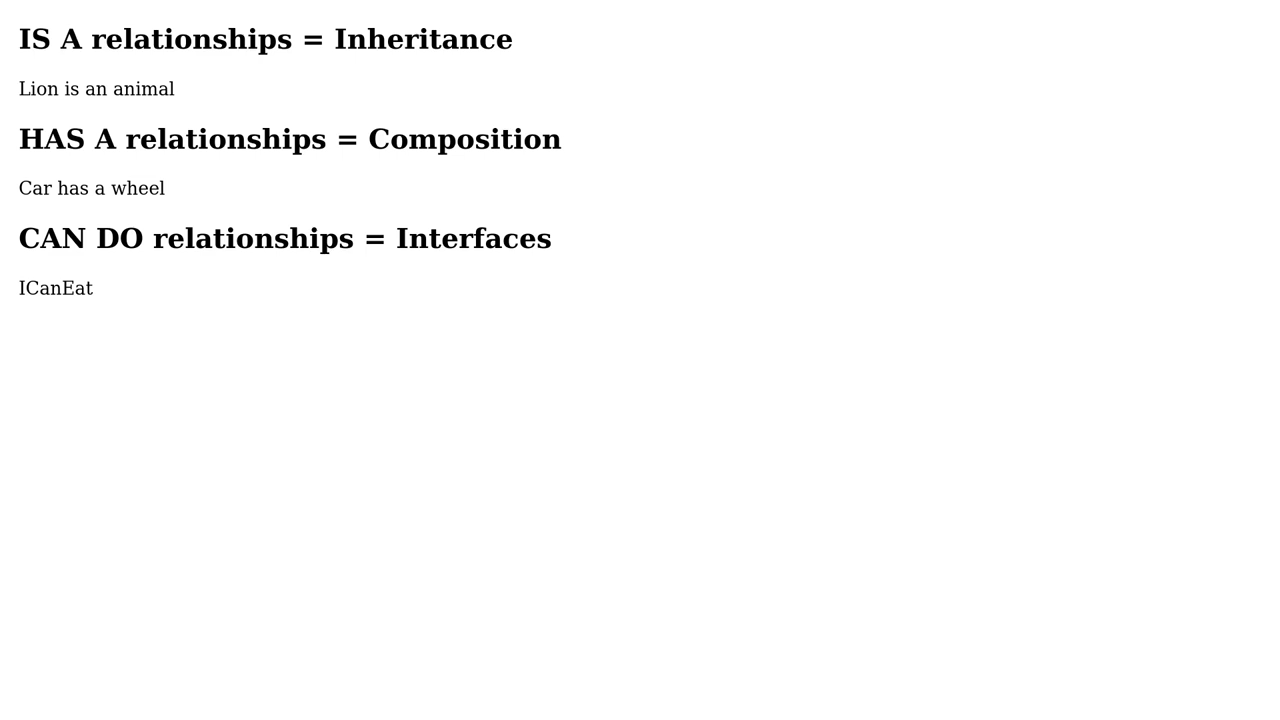 IS A relationships = Inheritance
Lion is an animal
HAS A relationships = Composition
Car has a wheel
CAN DO relationships = Interfaces
ICanEat